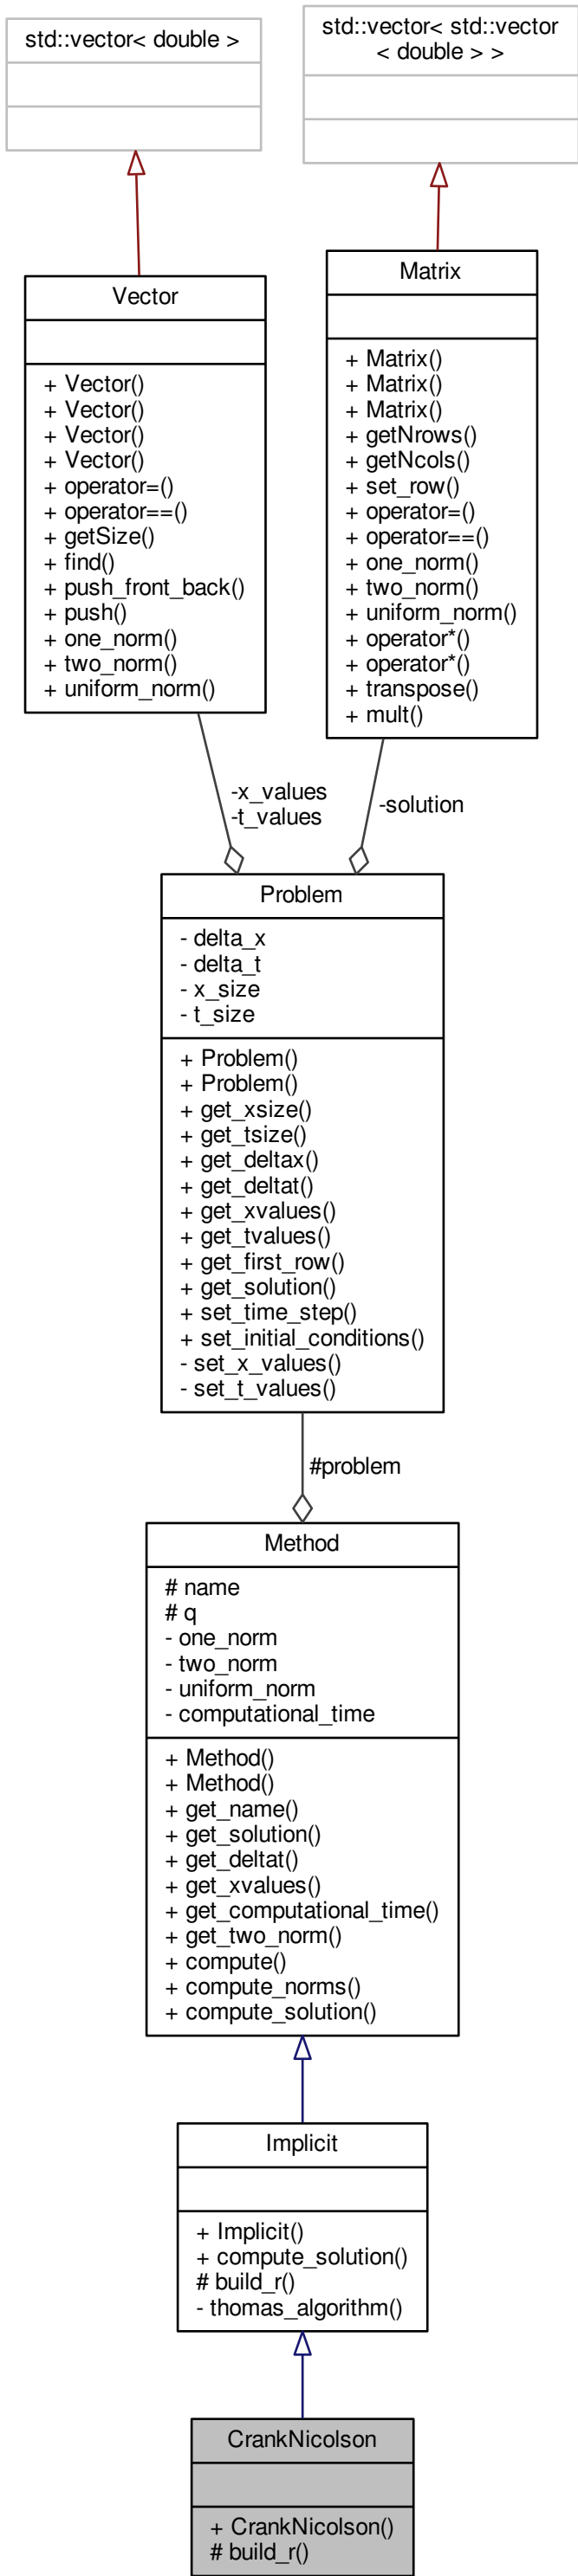 std::vector< double >
std::vector< std::vector
< double > >
Vector
+ Vector()
+ Vector()
+ Vector()
+ Vector()
+ operator=()
+ operator==()
+ getSize()
+ find()
+ push_front_back()
+ push()
+ one_norm()
+ two_norm()
+ uniform_norm()
Matrix
+ Matrix()
+ Matrix()
+ Matrix()
+ getNrows()
+ getNcols()
+ set_row()
+ operator=()
+ operator==()
+ one_norm()
+ two_norm()
+ uniform_norm()
+ operator*()
+ operator*()
+ transpose()
+ mult()
-x_values
-t_values
-solution
Problem
- delta_x
- delta_t
- x_size
- t_size
+ Problem()
+ Problem()
+ get_xsize()
+ get_tsize()
+ get_deltax()
+ get_deltat()
+ get_xvalues()
+ get_tvalues()
+ get_first_row()
+ get_solution()
+ set_time_step()
+ set_initial_conditions()
- set_x_values()
- set_t_values()
#problem
Method
# name
# q
- one_norm
- two_norm
- uniform_norm
- computational_time
+ Method()
+ Method()
+ get_name()
+ get_solution()
+ get_deltat()
+ get_xvalues()
+ get_computational_time()
+ get_two_norm()
+ compute()
+ compute_norms()
+ compute_solution()
Implicit
+ Implicit()
+ compute_solution()
# build_r()
- thomas_algorithm()
CrankNicolson
+ CrankNicolson()
# build_r()